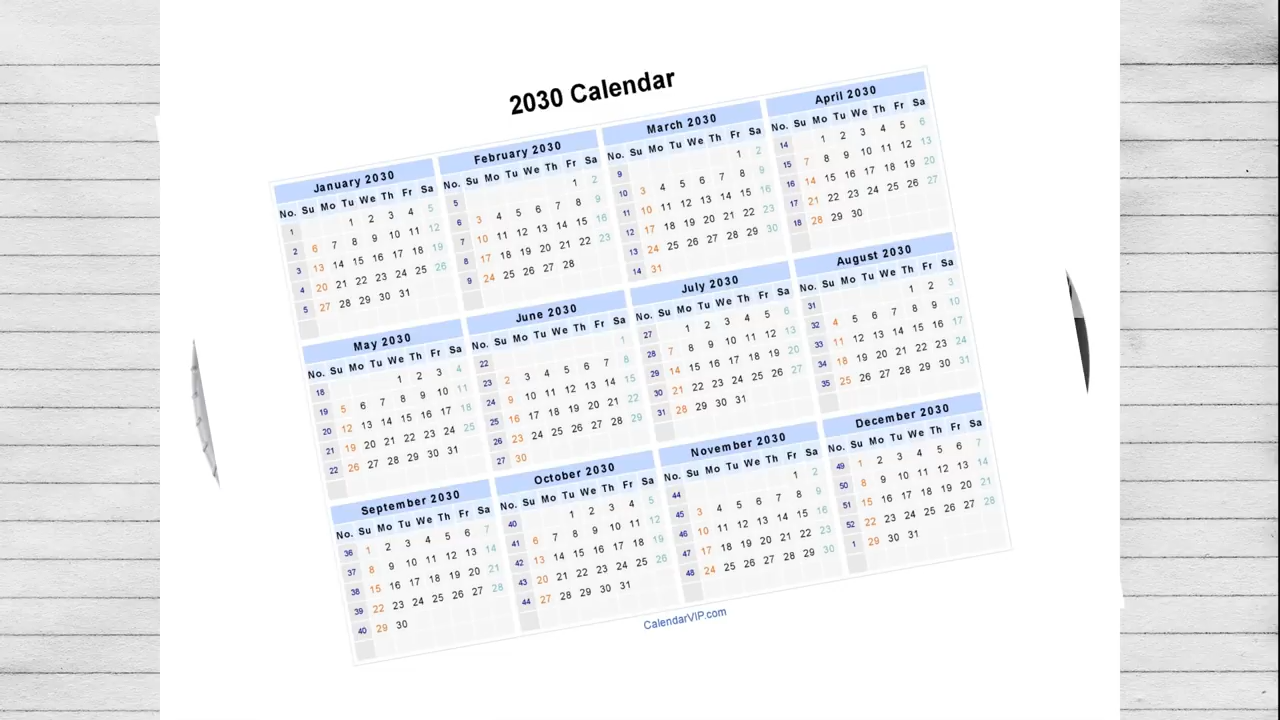 2030 Calendar
January 2030
No. Su Mo Tu We Th Fr Sa
1 1 2 3 4 5
2 6 7 8 9 10 11 12
3 13 14 15 16 17 18 19
4 20 21 22 23 24 25 26
5 27 28 29 30 31
February 2030
No. Su Mo Tu We Th Fr Sa
5 1 2
6 3 4 5 6 7 8 9
7 10 11 12 13 14 15 16
8 17 18 19 20 21 22 23
9 24 25 26 27 28
March 2030
No. Su Mo Tu We Th Fr Sa
9 1 2
10 3 4 5 6 7 8 9
11 10 11 12 13 14 15 16
12 17 18 19 20 21 22 23
13 24 25 26 27 28 29 30
14 31
April 2030
No. Su Mo Tu We Th Fr Sa
14 1 2 3 4 5 6
15 7 8 9 10 11 12 13
16 14 15 16 17 18 19 20
17 21 22 23 24 25 26 27
18 28 29 30
May 2030
No. Su Mo Tu We Th Fr Sa
18 1 2 3 4
19 5 6 7 8 9 10 11
20 12 13 14 15 16 17 18
21 19 20 21 22 23 24 25
22 26 27 28 29 30 31
June 2030
No. Su Mo Tu We Th Fr Sa
22 1
23 2 3 4 5 6 7 8
24 9 10 11 12 13 14 15
25 16 17 18 19 20 21 22
26 23 24 25 26 27 28 29
27 30
July 2030
No. Su Mo Tu We Th Fr Sa
27 1 2 3 4 5 6
28 7 8 9 10 11 12 13
29 14 15 16 17 18 19 20
30 21 22 23 24 25 26 27
31 28 29 30 31
August 2030
No. Su Mo Tu We Th Fr Sa
31 1 2 3
32 4 5 6 7 8 9 10
33 11 12 13 14 15 16 17
34 18 19 20 21 22 23 24
35 25 26 27 28 29 30 31
September 2030
No. Su Mo Tu We Th Fr Sa
36 1 2 3 4 5 6 7
37 8 9 10 11 12 13 14
38 15 16 17 18 19 20 21
39 22 23 24 25 26 27 28
40 29 30
October 2030
No. Su Mo Tu We Th Fr Sa
40 1 2 3 4 5
41 6 7 8 9 10 11 12
42 13 14 15 16 17 18 19
43 20 21 22 23 24 25 26
44 27 28 29 30 31
November 2030
No. Su Mo Tu We Th Fr Sa
44 1 2
45 3 4 5 6 7 8 9
46 10 11 12 13 14 15 16
47 17 18 19 20 21 22 23
48 24 25 26 27 28 29 30
December 2030
No. Su Mo Tu We Th Fr Sa
49 1 2 3 4 5 6 7
50 8 9 10 11 12 13 14
51 15 16 17 18 19 20 21
52 22 23 24 25 26 27 28
1 29 30 31
CalendarVIP.com